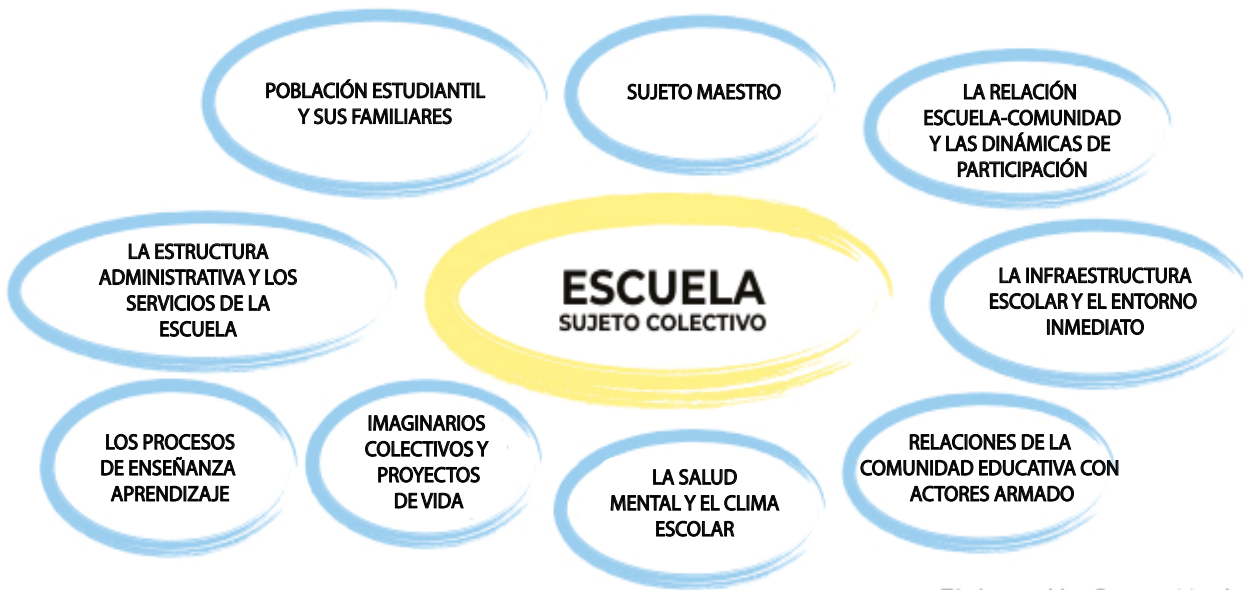 POBLACIÓN ESTUDIANTIL
Y SUS FAMILIARES
SUJETO MAESTRO
LA RELACIÓN
ESCUELA-COMUNIDAD
Y LAS DINÁMICAS DE
PARTICIPACIÓN
LA ESTRUCTURA
ADMINISTRATIVA Y LOS
SERVICIOS DE LA
ESCUELA
ESCUELA
SUJETO COLECTIVO
LA INFRAESTRUCTURA
ESCOLAR Y EL ENTORNO
INMEDIATO
LOS PROCESOS
DE ENSEÑANZA
APRENDIZAJE
IMAGINARIOS
COLECTIVOS Y
PROYECTOS
DE VIDA
LA SALUD
MENTAL Y EL CLIMA
ESCOLAR
RELACIONES DE LA
COMUNIDAD EDUCATIVA CON
ACTORES ARMADO